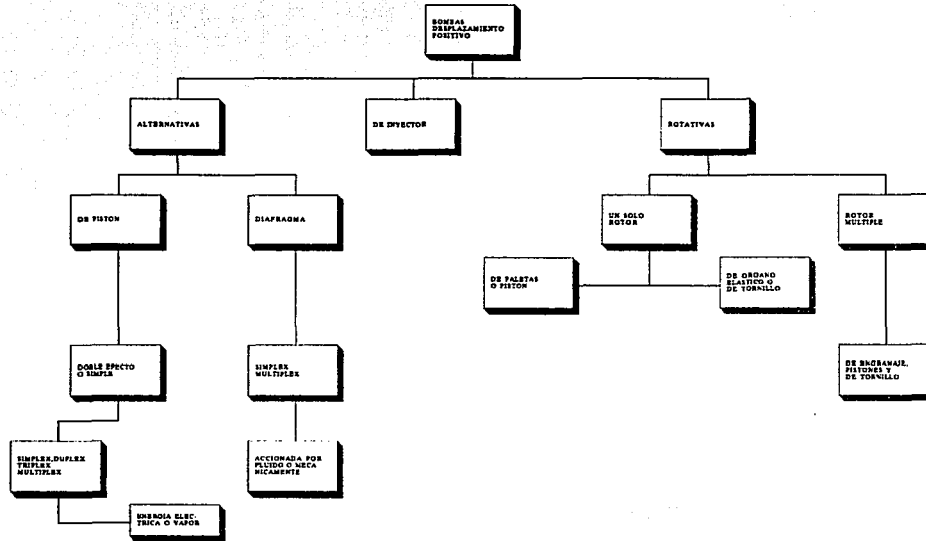 BOMBAS
DESPLAZAMIENTO
POSITIVO
ALTERNATIVAS
DE INYECTOR
ROTATIVAS
DE PISTON
DIAFRAGMA
UN SOLO
ROTOR
ROTOR
MULTIPLE
DE PALETAS
O PISTON
DE ORGANO
ELASTICO O
DE TORNILLO
DOBLE EFECTO
O SIMPLE
SIMPLEX
MULTIPLEX
DE ENGRANAJE,
PISTONES Y
DE TORNILLO
SIMPLEX,DUPLEX
TRIPLEX
MULTIPLEX
ACCIONADA POR
FLUIDO O MECA
NICAMENTE
ENERGIA ELEC-
TRICA O VAPOR